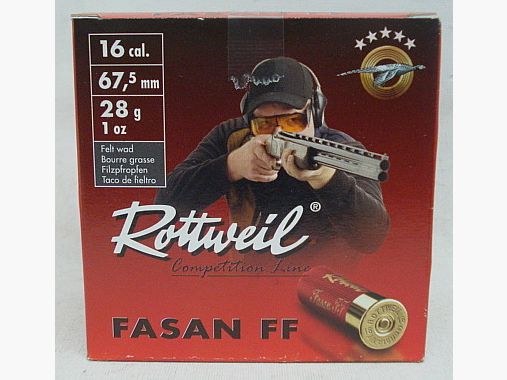 16 cal.
67,5 mm
28 g
1 oz
Felt wad
Bourre grasse
Filzpfropfen
Taco de fieltro
Rottweil ®
Competition Line
FASAN FF